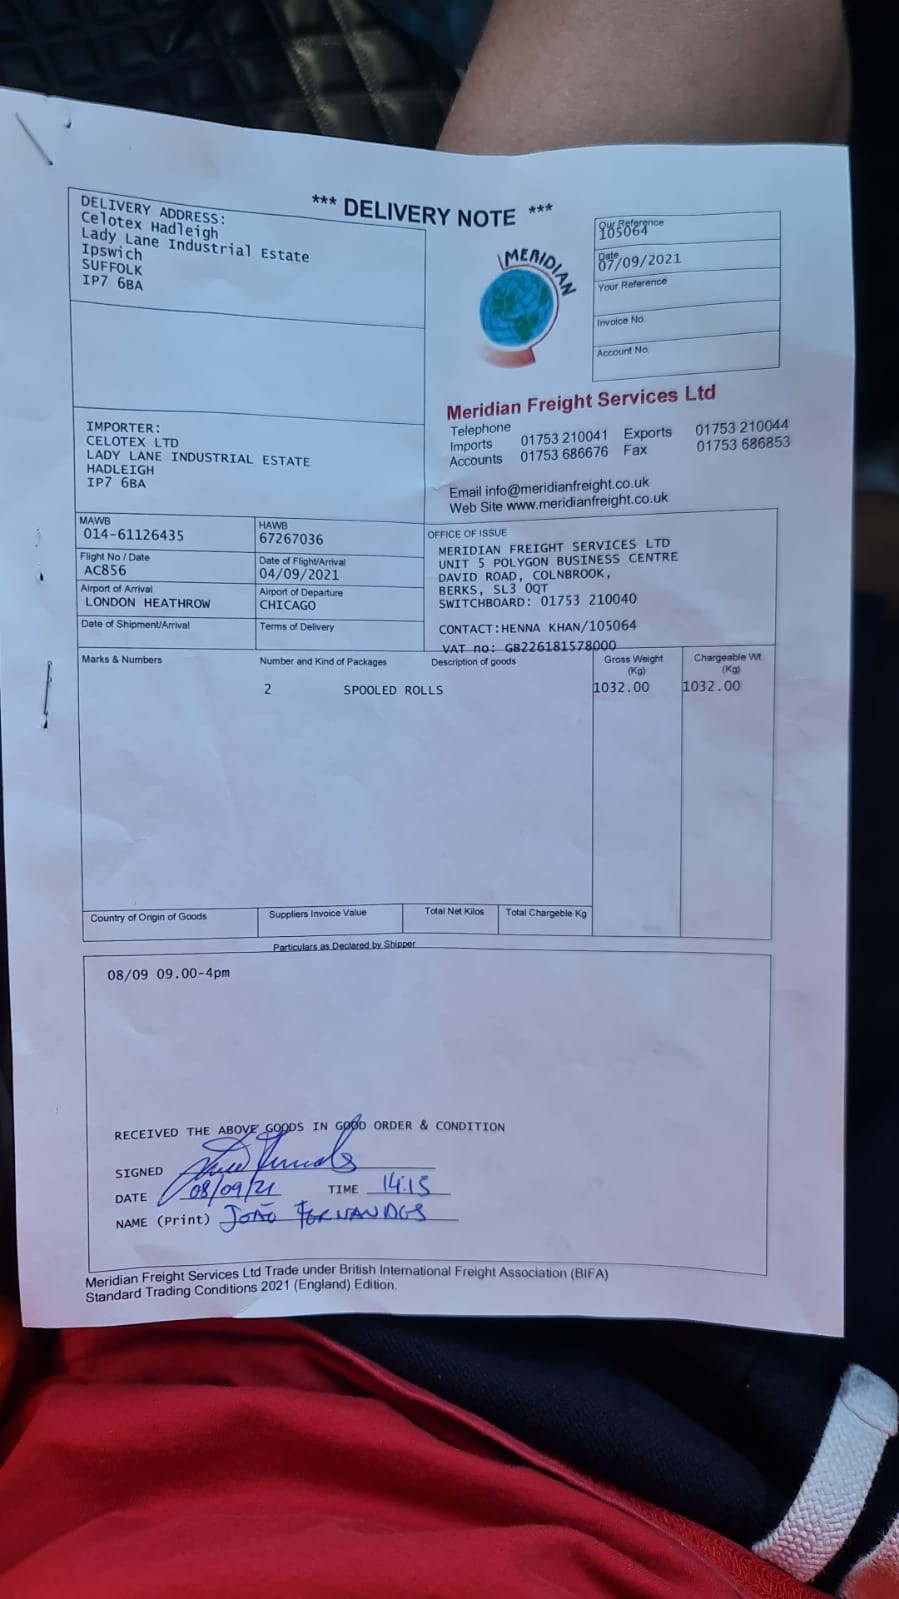 *** DELIVERY NOTE ***
DELIVERY ADDRESS:
Celotex Hadleigh
Lady Lane Industrial Estate
Ipswich
SUFFOLK
IP7 6BA
Our Reference
105064
Date
07/09/2021
Your Reference
Invoice No.
Account No.
MERIDIAN
Meridian Freight Services Ltd
Telephone
Imports 01753 210041 Exports 01753 210044
Accounts 01753 686676 Fax 01753 686853
Email info@meridianfreight.co.uk
Web Site www.meridianfreight.co.uk
IMPORTER:
CELOTEX LTD
LADY LANE INDUSTRIAL ESTATE
HADLEIGH
IP7 6BA
MAWB
014-61126435
HAWB
67267036
Flight No / Date
AC856
Date of Flight/Arrival
04/09/2021
Airport of Arrival
LONDON HEATHROW
Airport of Departure
CHICAGO
Date of Shipment/Arrival
Terms of Delivery
OFFICE OF ISSUE
MERIDIAN FREIGHT SERVICES LTD
UNIT 5 POLYGON BUSINESS CENTRE
DAVID ROAD, COLNBROOK,
BERKS, SL3 0QT
SWITCHBOARD: 01753 210040
CONTACT:HENNA KHAN/105064
VAT no: GB226181578000
Marks & Numbers
Number and Kind of Packages
Description of goods
Gross Weight
(Kg)
Chargeable Wt
(Kg)
2 SPOOLED ROLLS 1032.00 1032.00
Country of Origin of Goods
Suppliers Invoice Value
Total Net Kilos
Total Chargeable Kg
Particulars as Declared by Shipper
08/09 09.00-4pm
RECEIVED THE ABOVE GOODS IN GOOD ORDER & CONDITION
SIGNED
DATE 08/09/21 TIME 14:15
NAME (Print) JOÃO FERNANDES
Meridian Freight Services Ltd Trade under British International Freight Association (BIFA)
Standard Trading Conditions 2021 (England) Edition.